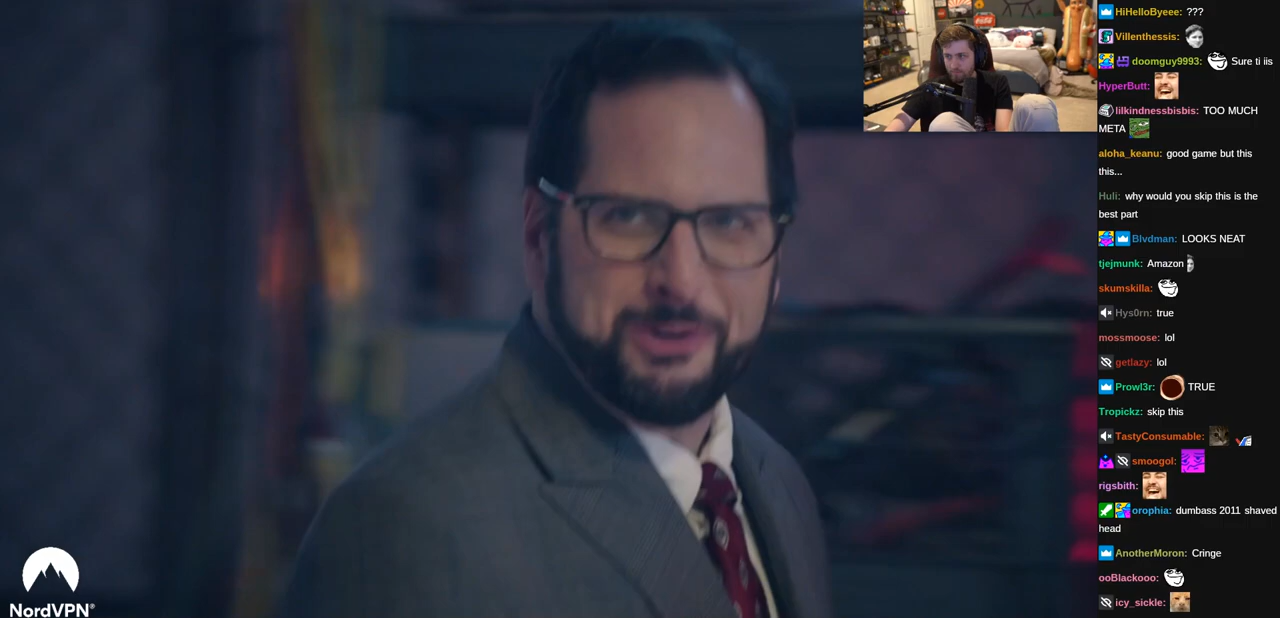 HiHelloByeee: ???
Villenthessis:
doomguy9993: Sure ti iis
HyperButt:
lilkindnessbisbis: TOO MUCH
META
aloha_keanu: good game but this
this...
Huli: why would you skip this is the
best part
Blvdman: LOOKS NEAT
tjejmunk: Amazon
skumskilla:
Hys0rn: true
mossmoose: lol
getlazy: lol
Prowl3r: TRUE
Tropickz: skip this
TastyConsumable:
smoogol:
rigsbith:
orophia: dumbass 2011 shaved
head
AnotherMoron: Cringe
ooBlackooo:
icy_sickle:
NordVPN®